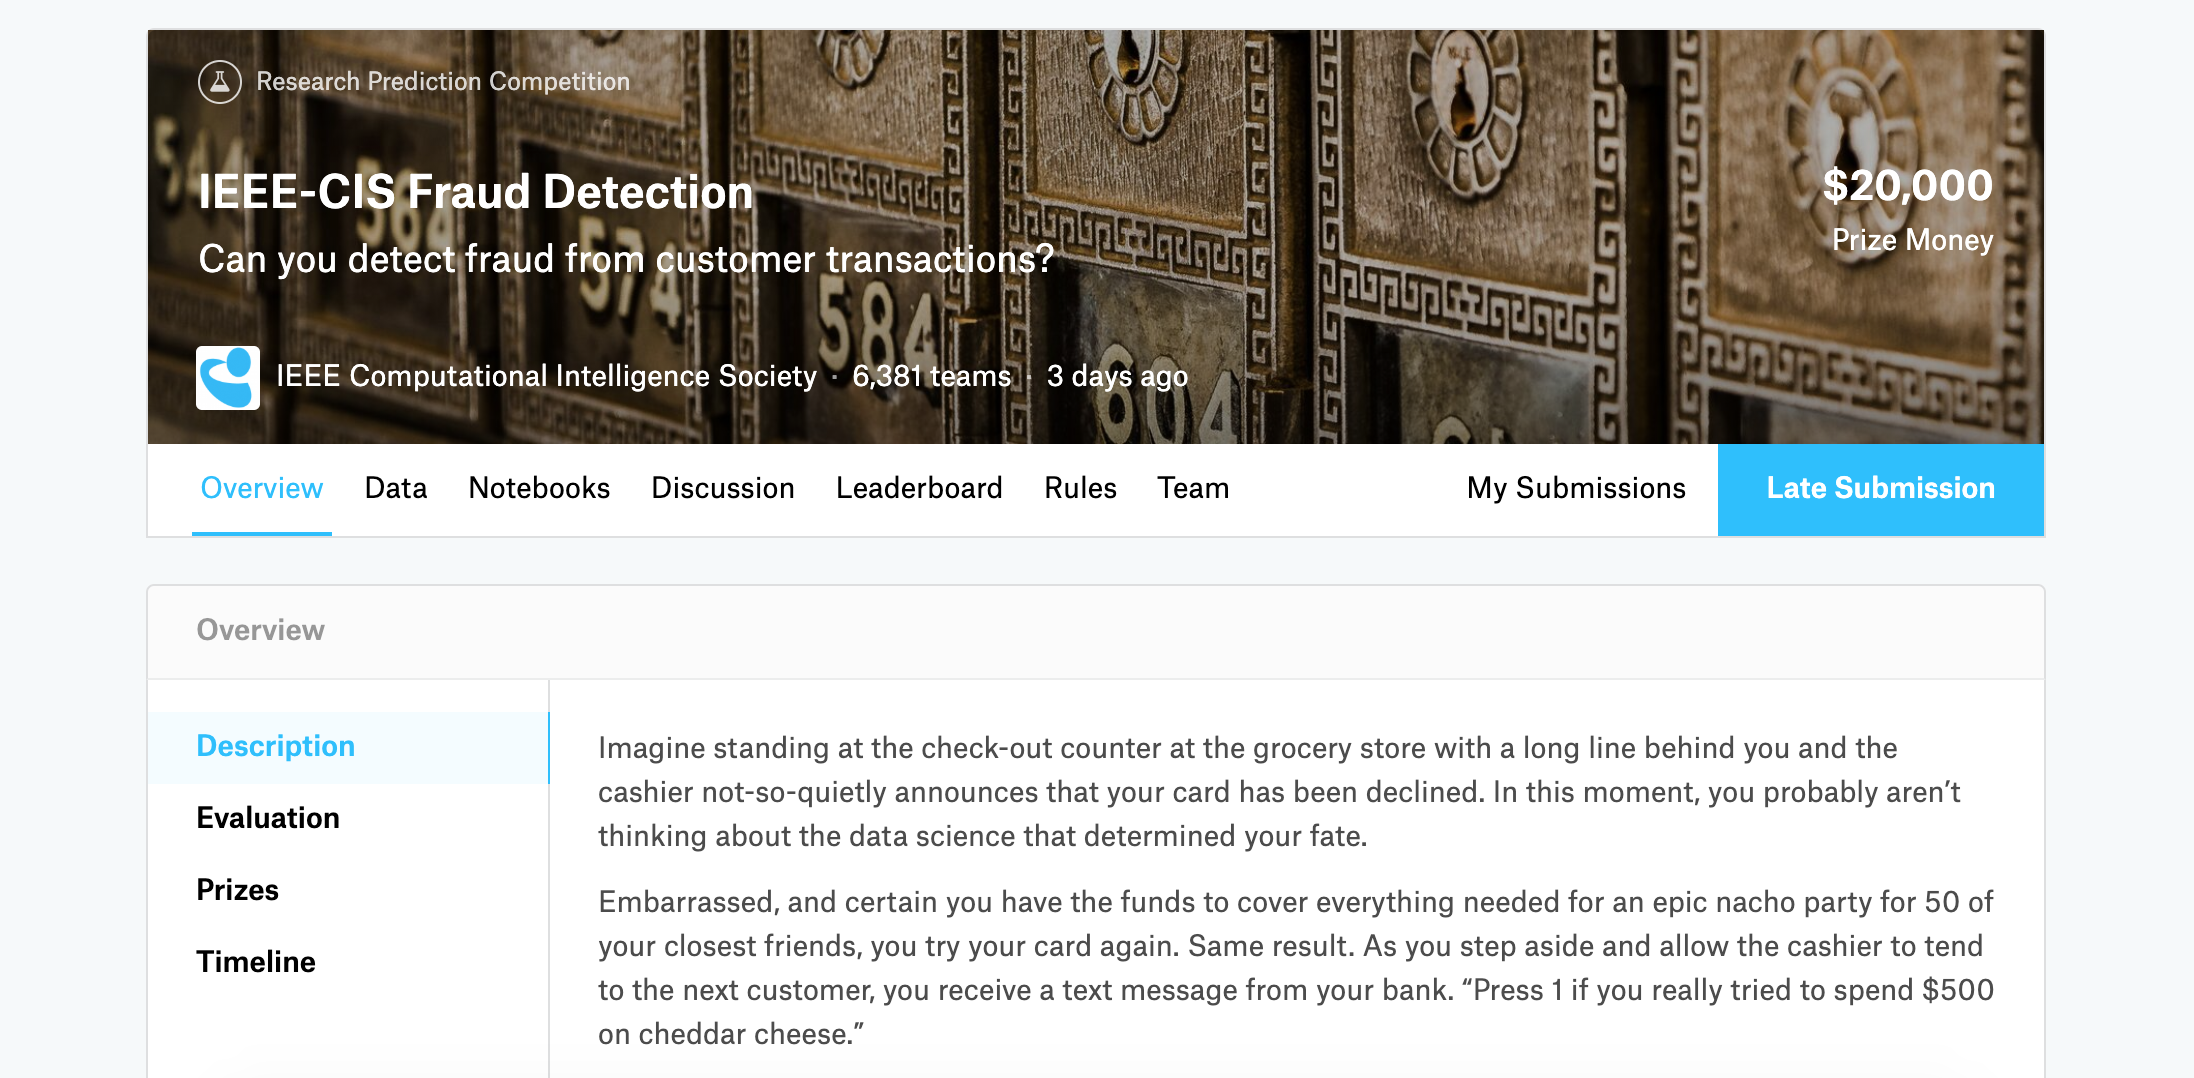 Research Prediction Competition
544
564
574
584
604
IEEE-CIS Fraud Detection
$20,000
Can you detect fraud from customer transactions?
Prize Money
IEEE Computational Intelligence Society · 6,381 teams · 3 days ago
Overview Data Notebooks Discussion Leaderboard Rules Team My Submissions Late Submission
Overview
Description
Evaluation
Prizes
Timeline
Imagine standing at the check-out counter at the grocery store with a long line behind you and the
cashier not-so-quietly announces that your card has been declined. In this moment, you probably aren’t
thinking about the data science that determined your fate.
Embarrassed, and certain you have the funds to cover everything needed for an epic nacho party for 50 of
your closest friends, you try your card again. Same result. As you step aside and allow the cashier to tend
to the next customer, you receive a text message from your bank. “Press 1 if you really tried to spend $500
on cheddar cheese.”